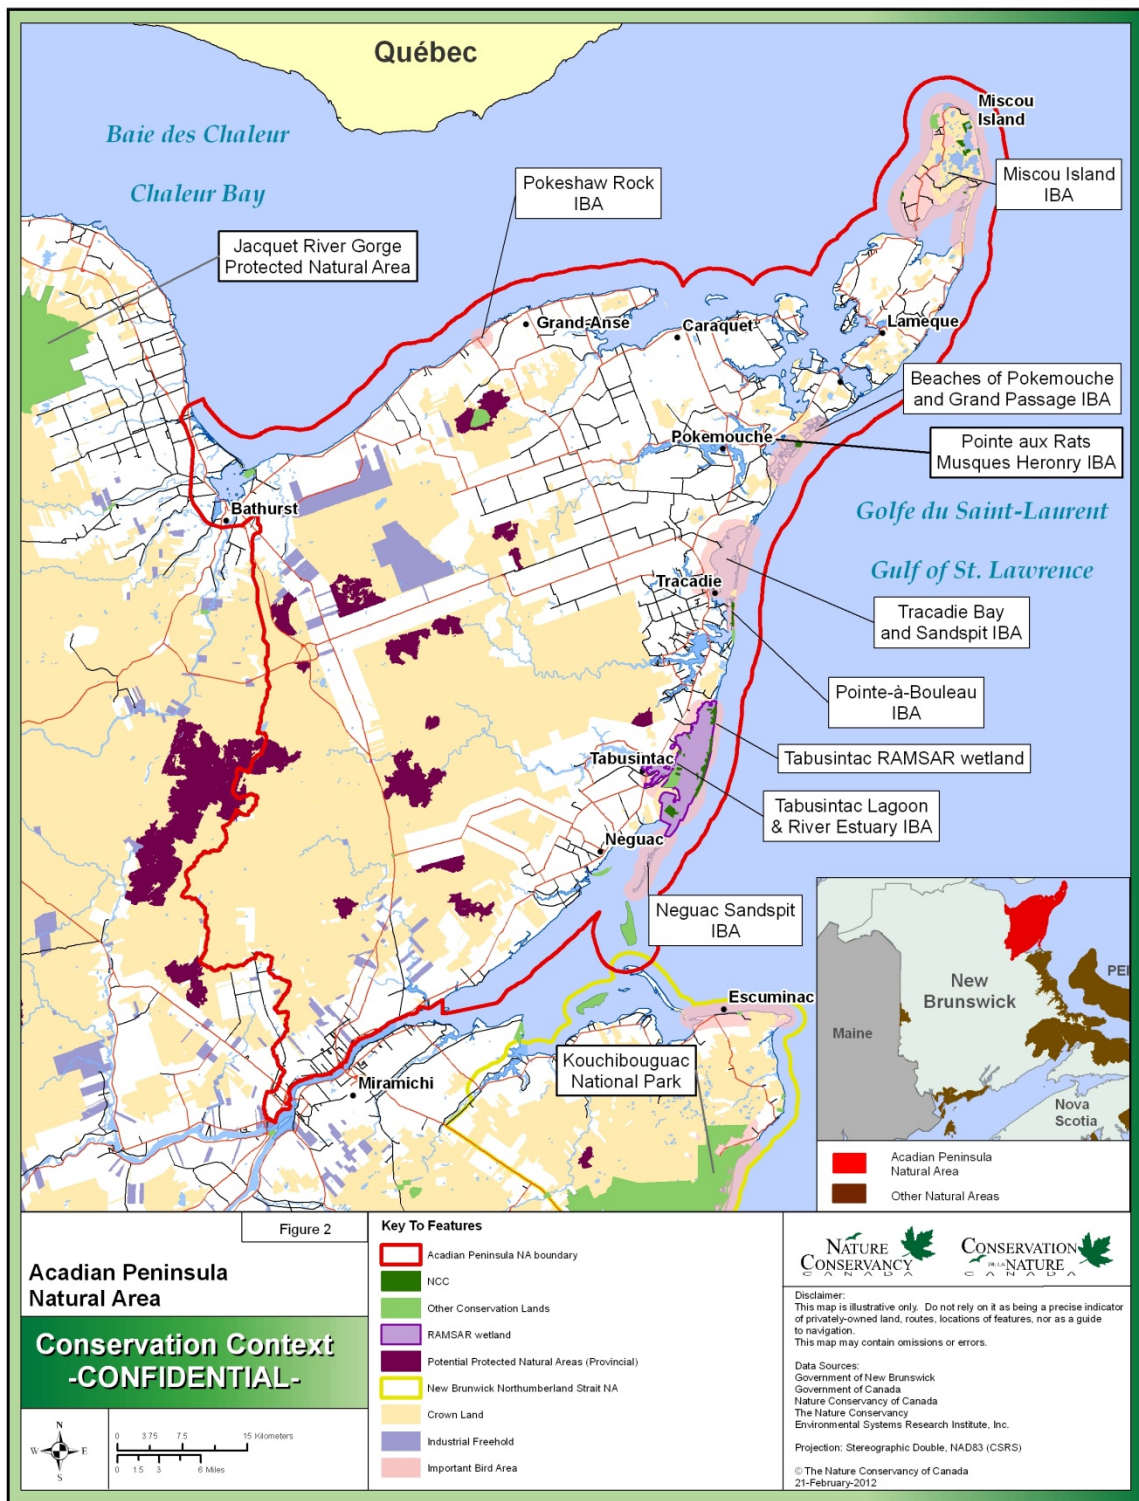 Québec
Baie des Chaleur
Chaleur Bay
Miscou
Island
Miscou Island
IBA
Pokeshaw Rock
IBA
Jacquet River Gorge
Protected Natural Area
Grand-Anse
Caraquet
Lameque
Beaches of Pokemouche
and Grand Passage IBA
Pokemouche
Pointe aux Rats
Musques Heronry IBA
Bathurst
Golfe du Saint-Laurent
Gulf of St. Lawrence
Tracadie
Tracadie Bay
and Sandspit IBA
Pointe-à-Bouleau
IBA
Tabusintac
Tabusintac RAMSAR wetland
Tabusintac Lagoon
& River Estuary IBA
Neguac
Neguac Sandspit
IBA
Escuminac
Kouchibouguac
National Park
Miramichi
New
Brunswick
PEI
Maine
Nova
Scotia
Acadian Peninsula
Natural Area
Other Natural Areas
Figure 2
Acadian Peninsula
Natural Area
Conservation Context
-CONFIDENTIAL-
N
W E
S
0 3.75 7.5 15 Kilometers
0 1.5 3 6 Miles
Key To Features
Acadian Peninsula NA boundary
NCC
Other Conservation Lands
RAMSAR wetland
Potential Protected Natural Areas (Provincial)
New Brunwick Northumberland Strait NA
Crown Land
Industrial Freehold
Important Bird Area
NATURE
CONSERVANCY
CANADA
CONSERVATION
DE LA NATURE
CANADA
Disclaimer:
This map is illustrative only. Do not rely on it as being a precise indicator
of privately-owned land, routes, locations of features, nor as a guide
to navigation.
This map may contain omissions or errors.
Data Sources:
Government of New Brunswick
Government of Canada
Nature Conservancy of Canada
The Nature Conservancy
Environmental Systems Research Institute, Inc.
Projection: Stereographic Double, NAD83 (CSRS)
© The Nature Conservancy of Canada
21-February-2012